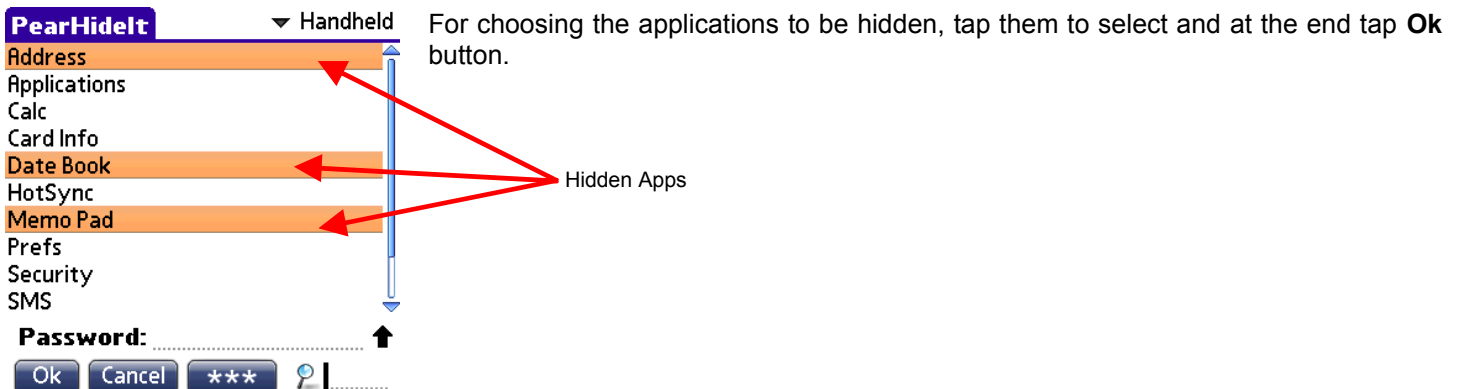 PearHideIt
Handheld
Address
Applications
Calc
Card Info
Date Book
HotSync
Memo Pad
Prefs
Security
SMS
Password:
Ok
Cancel
***
For choosing the applications to be hidden, tap them to select and at the end tap Ok
button.
Hidden Apps